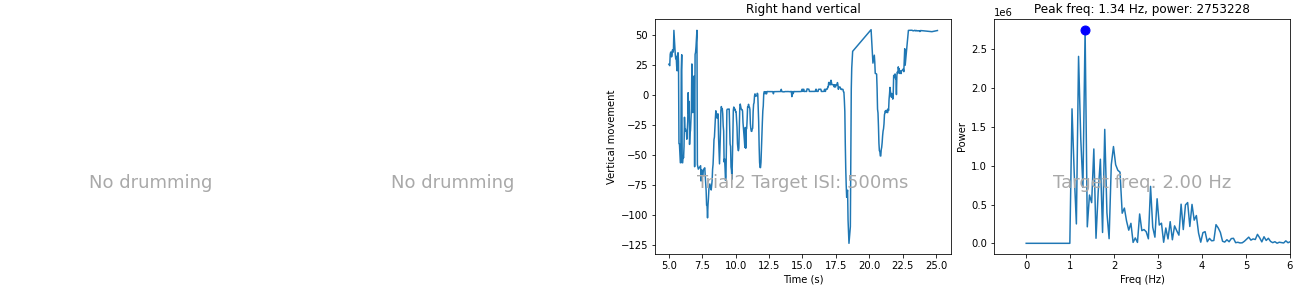 No drumming
No drumming
Right hand vertical
Vertical movement
50
25
0
−25
−50
−75
−100
−125
5.0 7.5 10.0 12.5 15.0 17.5 20.0 22.5 25.0
Time (s)
Trial2 Target ISI: 500ms
Peak freq: 1.34 Hz, power: 2753228
1e6
Power
2.5
2.0
1.5
1.0
0.5
0.0
0 1 2 3 4 5 6
Freq (Hz)
Target freq: 2.00 Hz